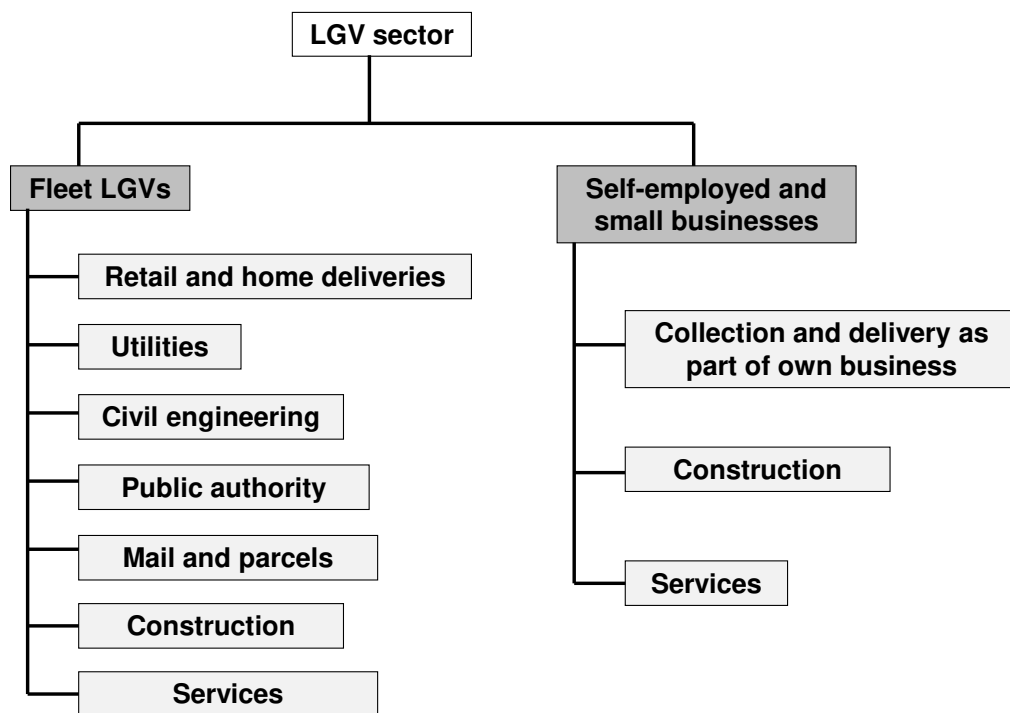 LGV sector
Fleet LGVs
Retail and home deliveries
Utilities
Civil engineering
Public authority
Mail and parcels
Construction
Services
Self-employed and
small businesses
Collection and delivery as
part of own business
Construction
Services